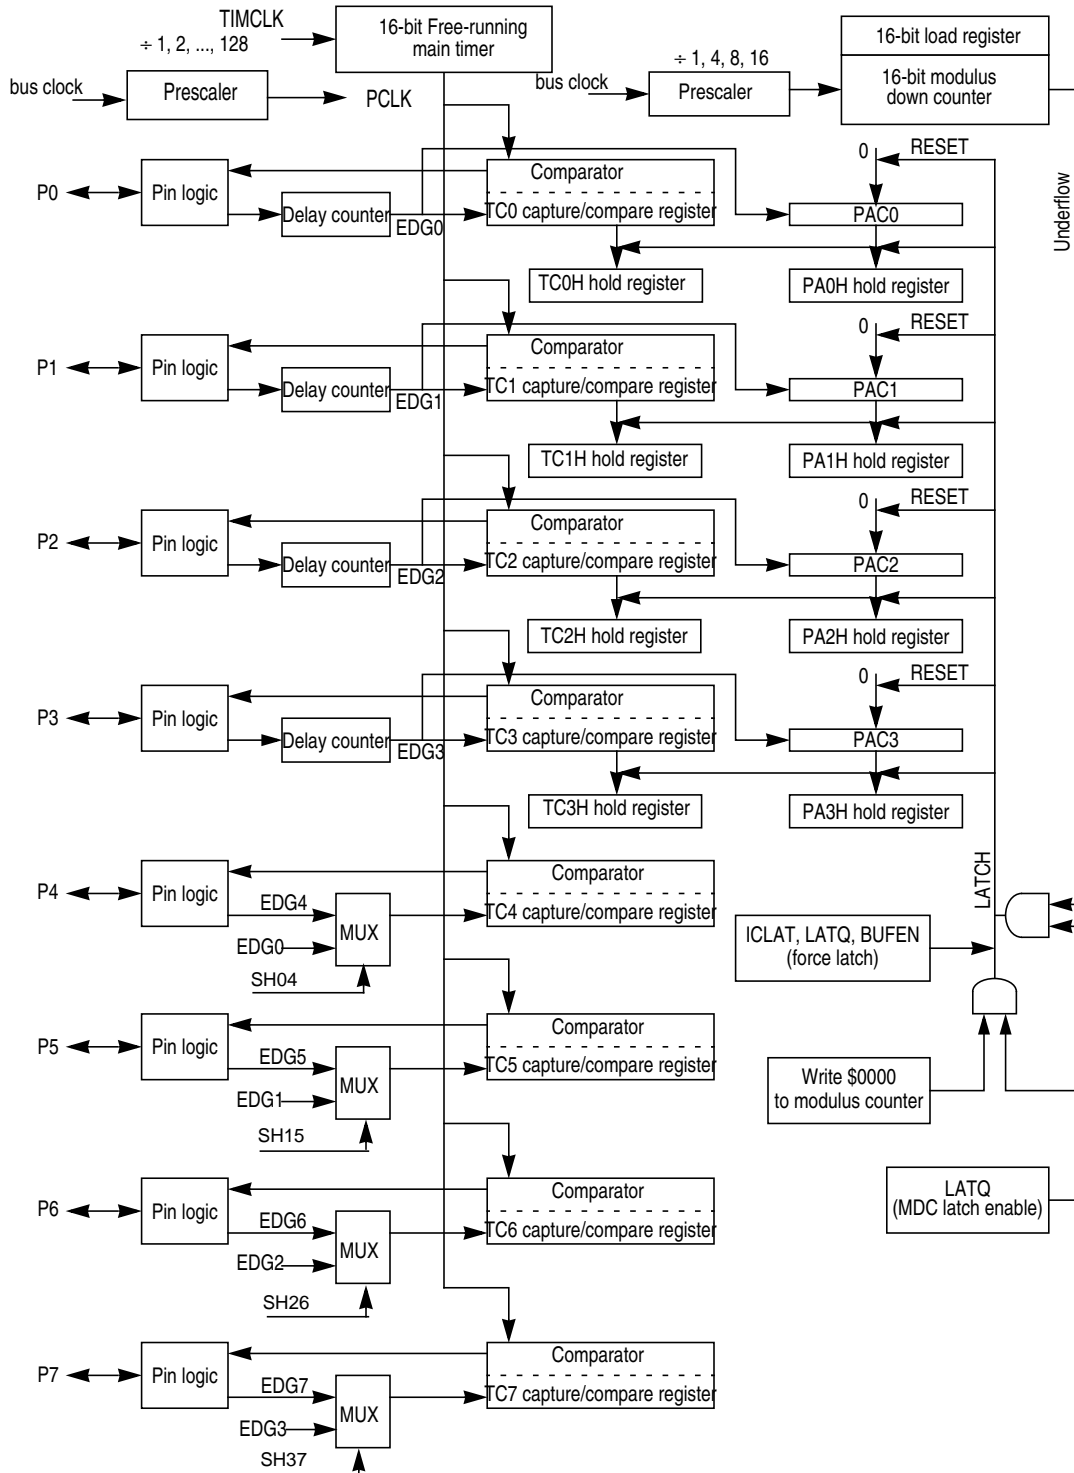 TIMCLK
÷ 1, 2, ..., 128
16-bit Free-running
main timer
bus clock
Prescaler
PCLK
bus clock
÷ 1, 4, 8, 16
Prescaler
16-bit load register
16-bit modulus
down counter
Underflow
P0
Pin logic
Delay counter
EDG0
Comparator
TC0 capture/compare register
0
RESET
PAC0
TC0H hold register
PA0H hold register
P1
Pin logic
Delay counter
EDG1
Comparator
TC1 capture/compare register
0
RESET
PAC1
TC1H hold register
PA1H hold register
P2
Pin logic
Delay counter
EDG2
Comparator
TC2 capture/compare register
0
RESET
PAC2
TC2H hold register
PA2H hold register
P3
Pin logic
Delay counter
EDG3
Comparator
TC3 capture/compare register
0
RESET
PAC3
TC3H hold register
PA3H hold register
LATCH
P4
Pin logic
EDG4
EDG0
MUX
SH04
Comparator
TC4 capture/compare register
ICLAT, LATQ, BUFEN
(force latch)
P5
Pin logic
EDG5
EDG1
MUX
SH15
Comparator
TC5 capture/compare register
Write $0000
to modulus counter
P6
Pin logic
EDG6
EDG2
MUX
SH26
Comparator
TC6 capture/compare register
LATQ
(MDC latch enable)
P7
Pin logic
EDG7
EDG3
MUX
SH37
Comparator
TC7 capture/compare register